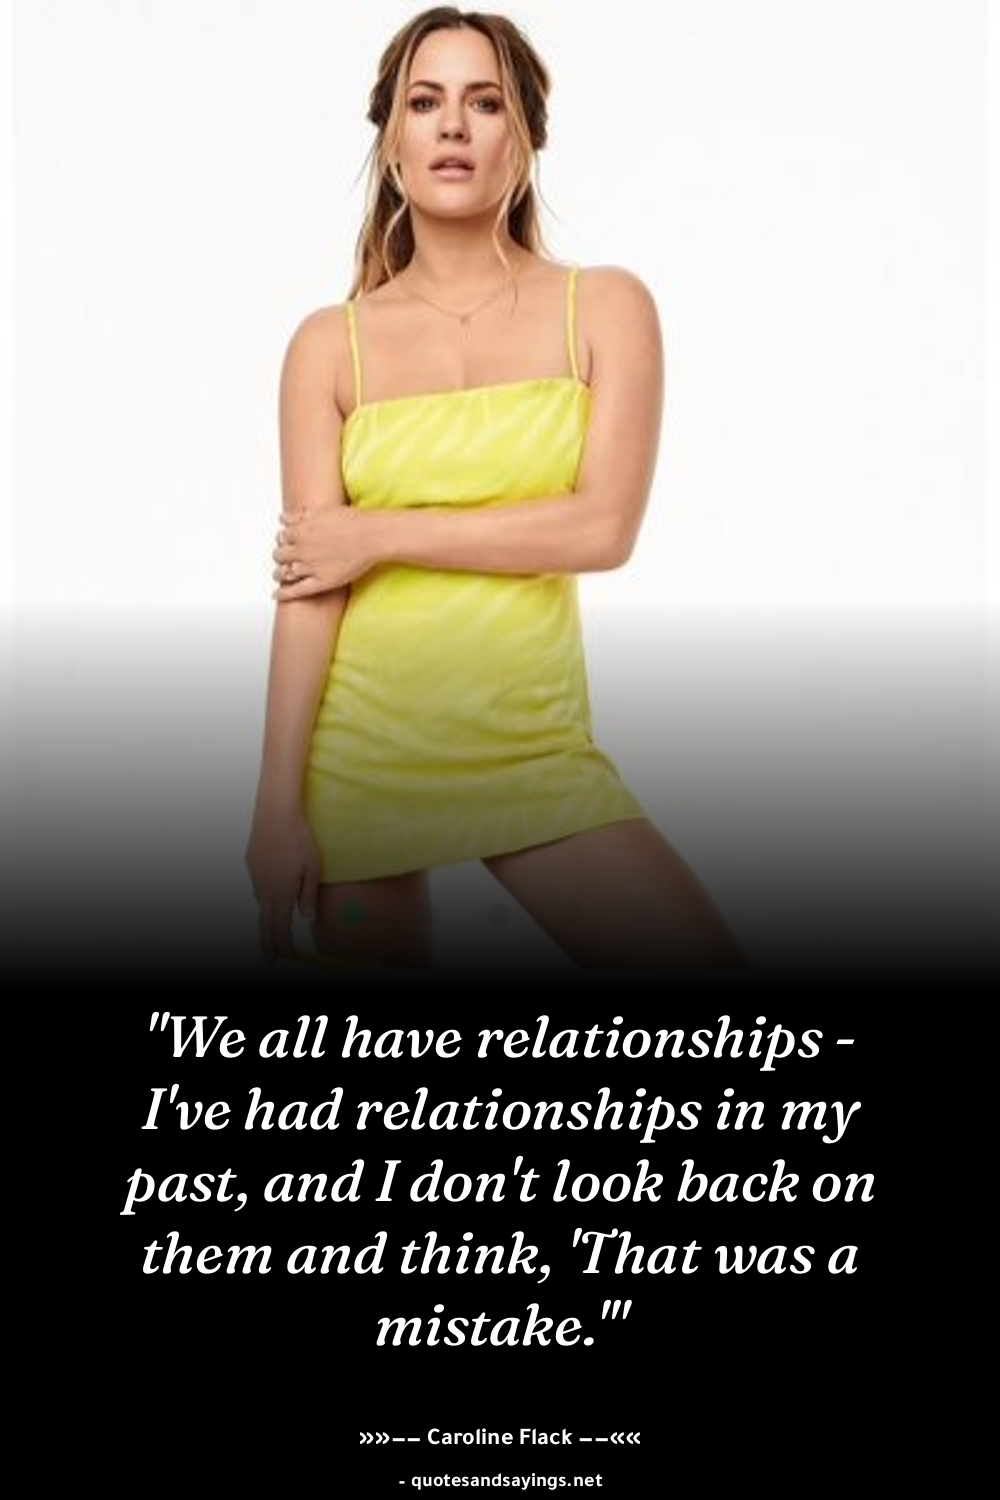 "We all have relationships -
I've had relationships in my
past, and I don't look back on
them and think, 'That was a
mistake.'"
»»–– Caroline Flack ––««
- quotesandsayings.net